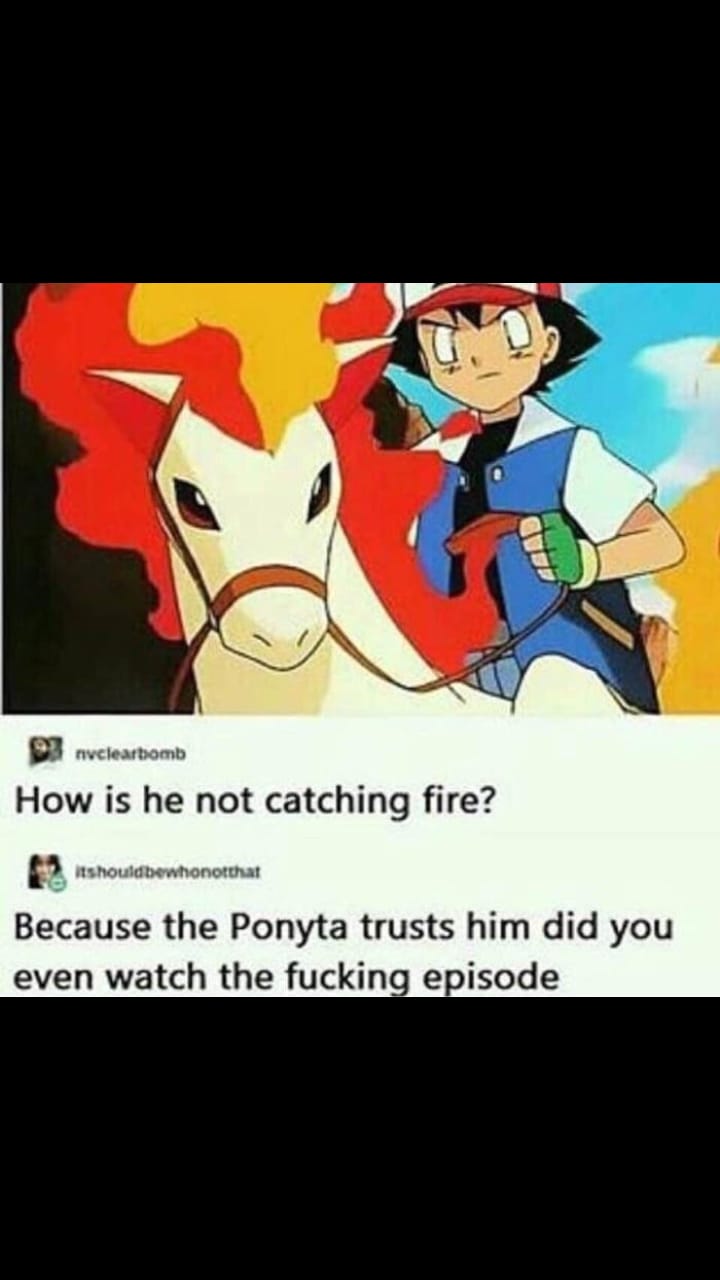 nvclearbomb
How is he not catching fire?
itshouldbewhonotthat
Because the Ponyta trusts him did you
even watch the fucking episode